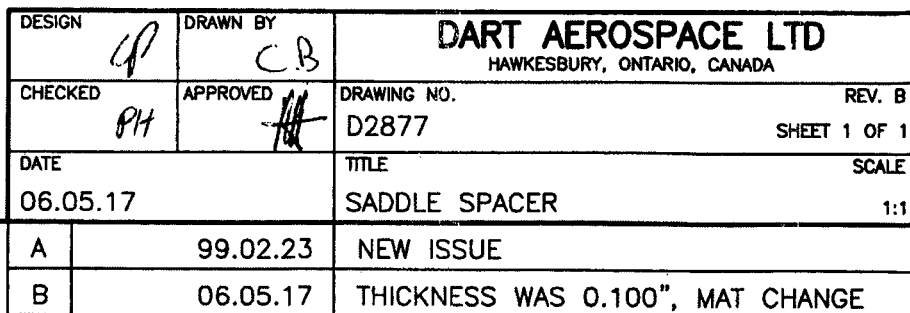 DESIGN
DRAWN BY
C.B
DART AEROSPACE LTD
HAWKESBURY, ONTARIO, CANADA
CHECKED
PH
APPROVED
DRAWING NO.
REV. B
D2877
SHEET 1 OF 1
DATE
TITLE
SCALE
06.05.17
SADDLE SPACER
1:1
A 99.02.23 NEW ISSUE
B 06.05.17 THICKNESS WAS 0.100", MAT CHANGE